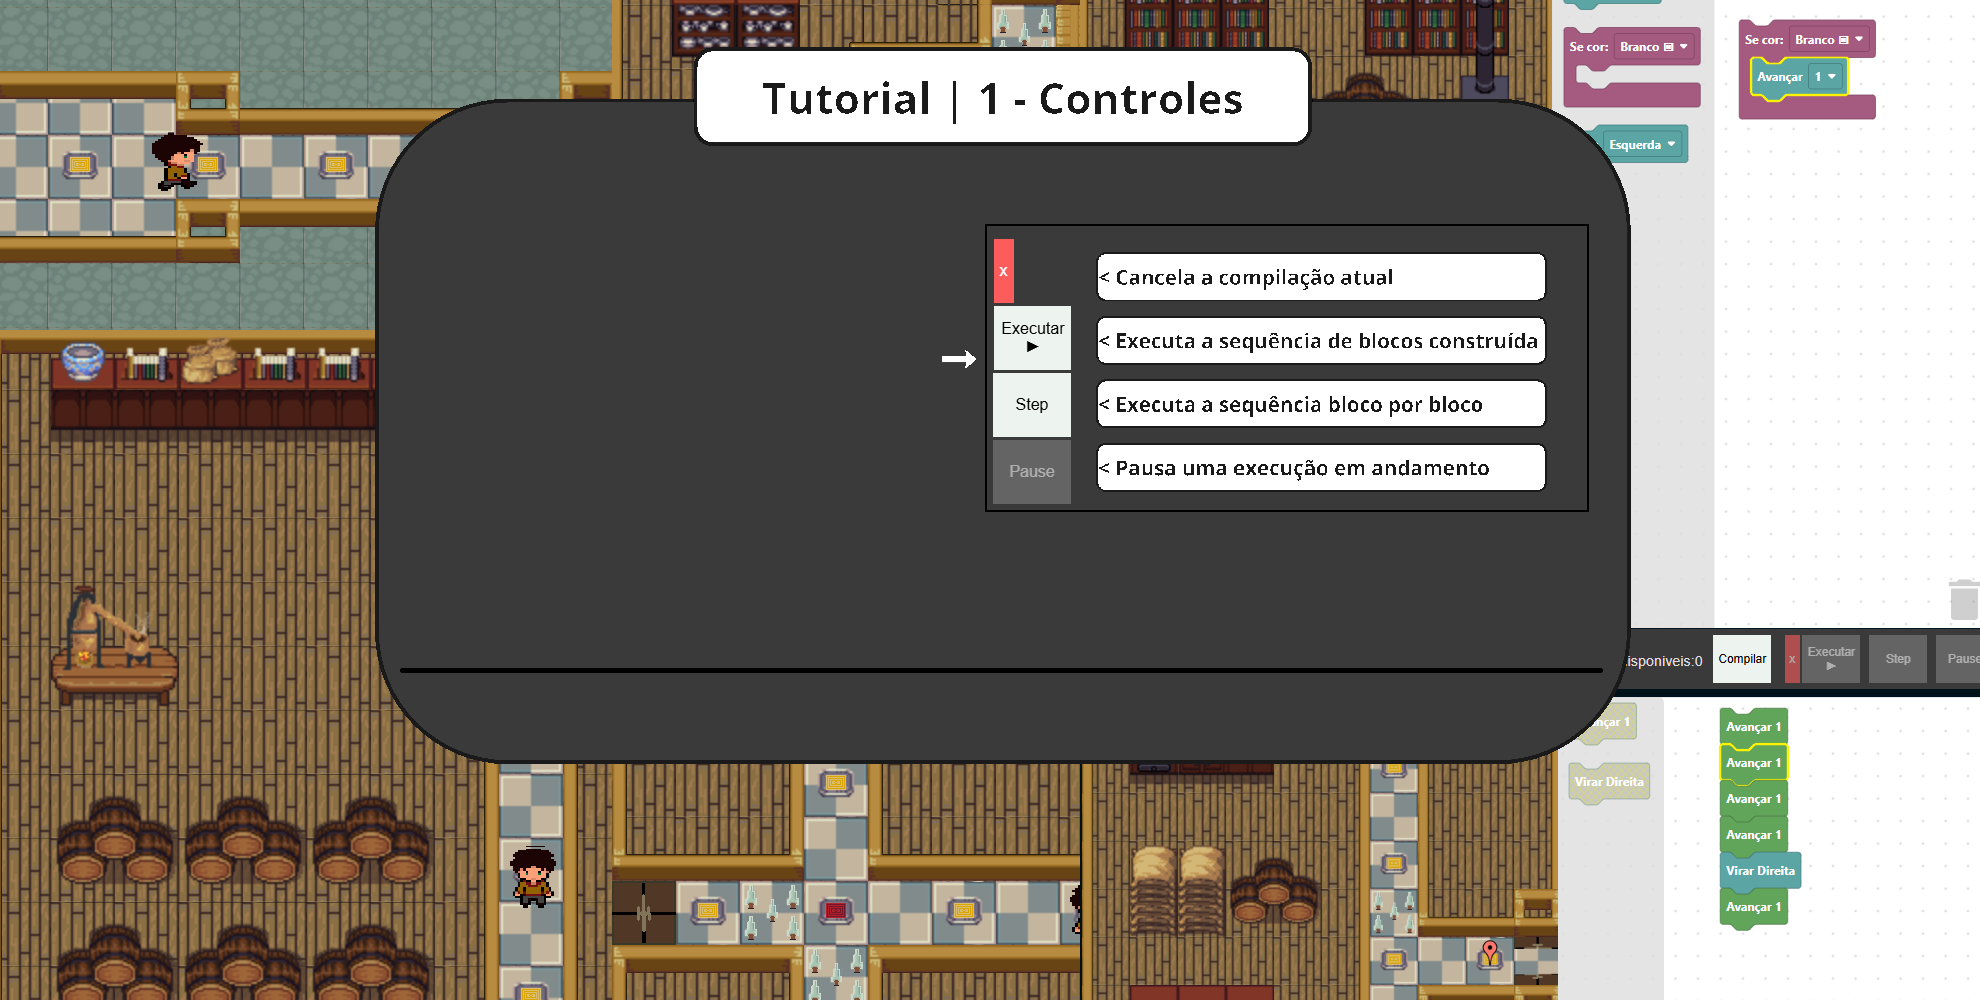 Tutorial | 1 - Controles
x
< Cancela a compilação atual
Executar
< Executa a sequência de blocos construída
Step
< Executa a sequência bloco por bloco
Pause
< Pausa uma execução em andamento
Se cor: Branco
Esquerda
Se cor: Branco
Avançar 1
isponiveis:0
Compilar
x
Executar
Step
Pause
nçar 1
Virar Direita
Avançar 1
Avançar 1
Avançar 1
Avançar 1
Virar Direita
Avançar 1